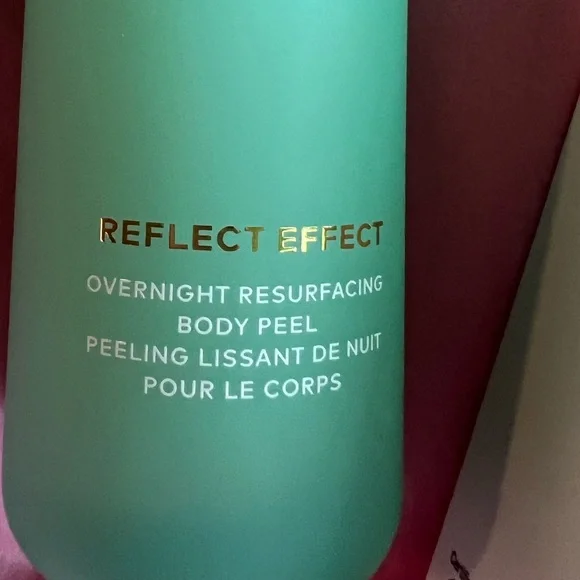 REFLECT EFFECT
OVERNIGHT RESURFACING
BODY PEEL
PEELING LISSANT DE NUIT
POUR LE CORPS